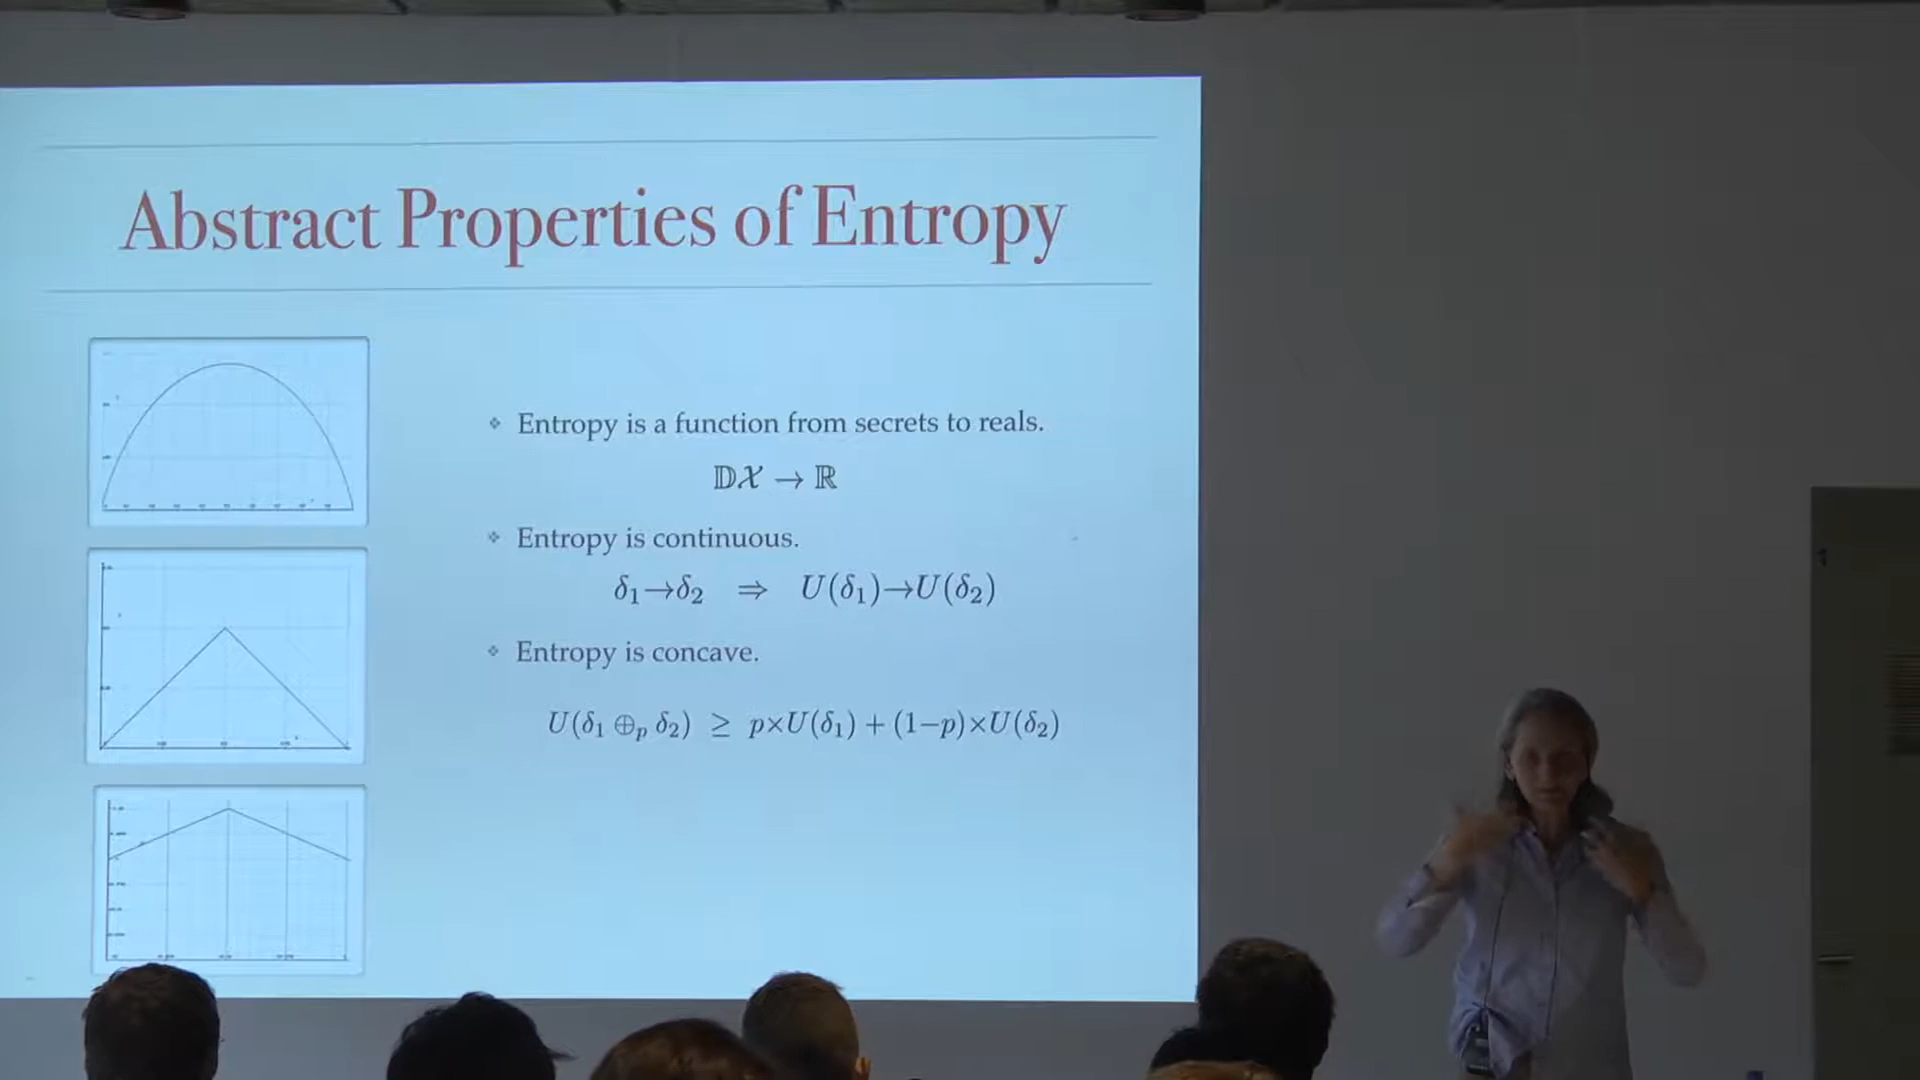 Abstract Properties of Entropy
❖ Entropy is a function from secrets to reals.
𝔻𝒳 → ℝ
❖ Entropy is continuous.
δ₁→δ₂ ⇒ U(δ₁)→U(δ₂)
❖ Entropy is concave.
U(δ₁ ⊕ₚ δ₂) ≥ p×U(δ₁) + (1−p)×U(δ₂)